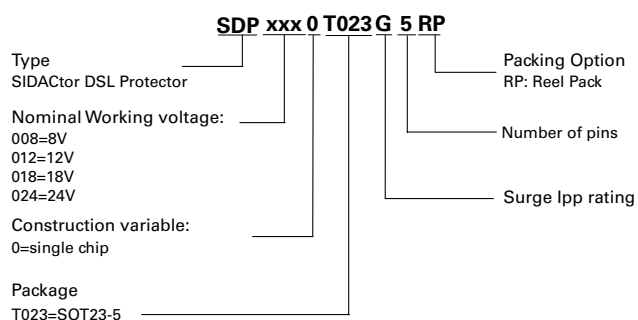 SDP xxx 0 T023 G 5 RP
Type
SIDACtor DSL Protector
Nominal Working voltage:
008=8V
012=12V
018=18V
024=24V
Construction variable:
0=single chip
Package
T023=SOT23-5
Packing Option
RP: Reel Pack
Number of pins
Surge Ipp rating